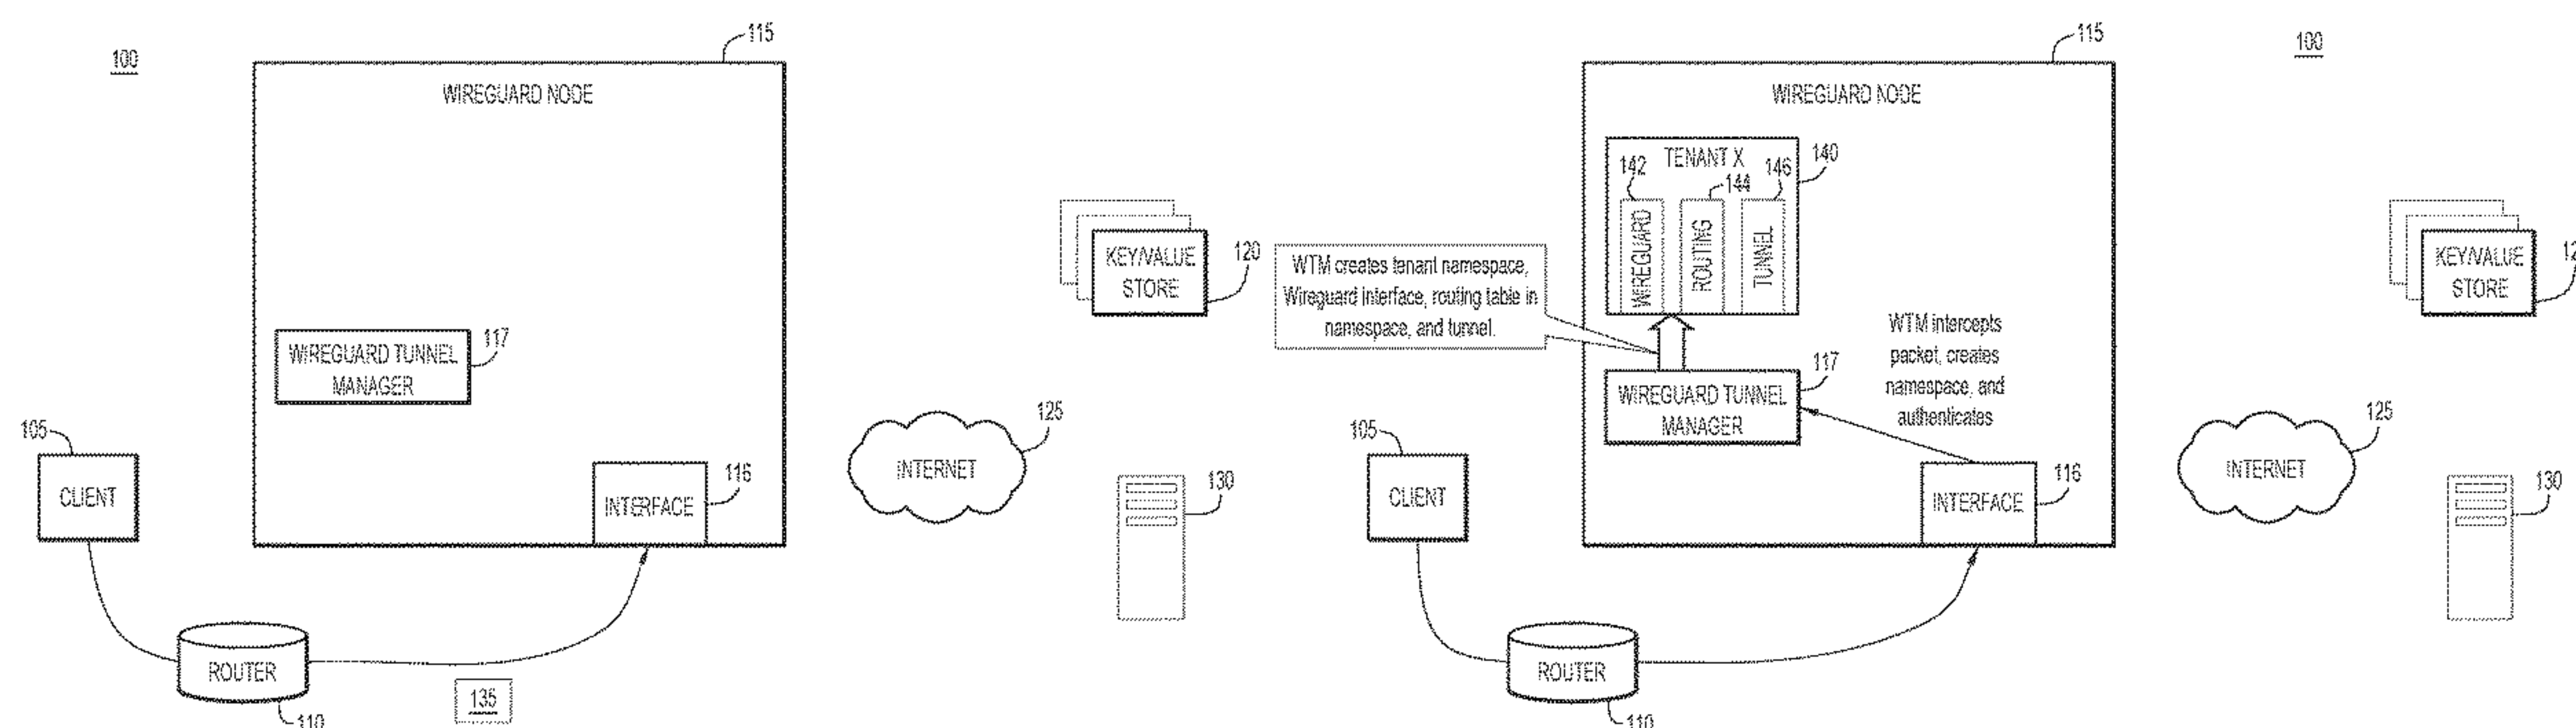 100
115
WIREGUARD NODE
WIREGUARD TUNNEL
MANAGER
117
105
CLIENT
INTERFACE
116
ROUTER
110
135
INTERNET
125
KEY/VALUE
STORE
120
130
100
115
WIREGUARD NODE
TENANT X
140
142
144
146
WIREGUARD
ROUTING
TUNNEL
WTM creates tenant namespace,
Wireguard interface, routing table in
namespace, and tunnel.
WTM intercepts
packet, creates
namespace, and
authenticates
WIREGUARD TUNNEL
MANAGER
117
105
CLIENT
INTERFACE
116
ROUTER
110
INTERNET
125
KEY/VALUE
STORE
130